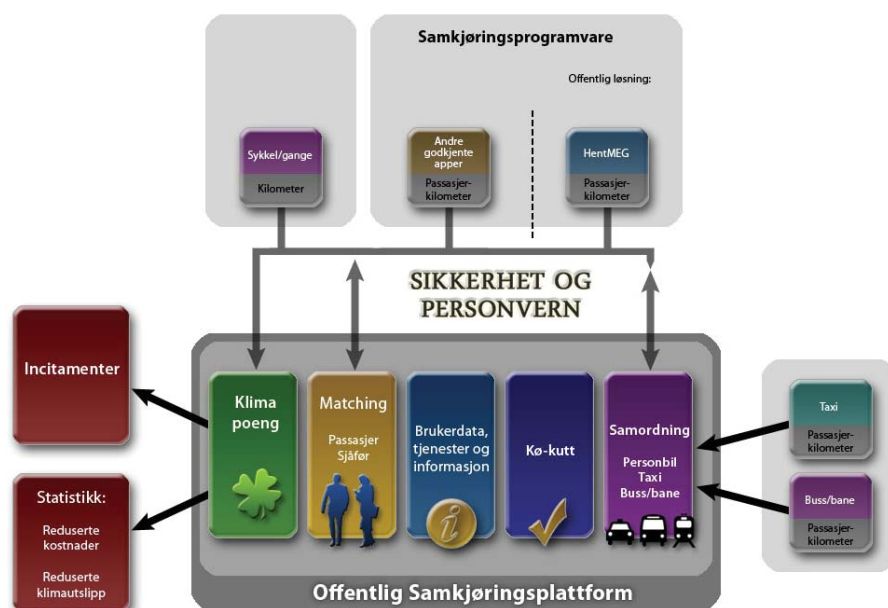 Samkjøringsprogramvare
Offentlig løsning:
Sykkel/gange
Kilometer
Andre
godkjente
apper
Passasjer-
kilometer
HentMEG
Passasjer-
kilometer
SIKKERHET OG
PERSONVERN
Incitamenter
Statistikk:
Reduserte
kostnader
Reduserte
klimautslipp
Klima
poeng
Matching
Passasjer
Sjåfør
Brukerdata,
tjenester og
informasjon
i
Kø-kutt
Samordning
Personbil
Taxi
Buss/bane
Taxi
Passasjer-
kilometer
Buss/bane
Passasjer-
kilometer
Offentlig Samkjøringsplattform